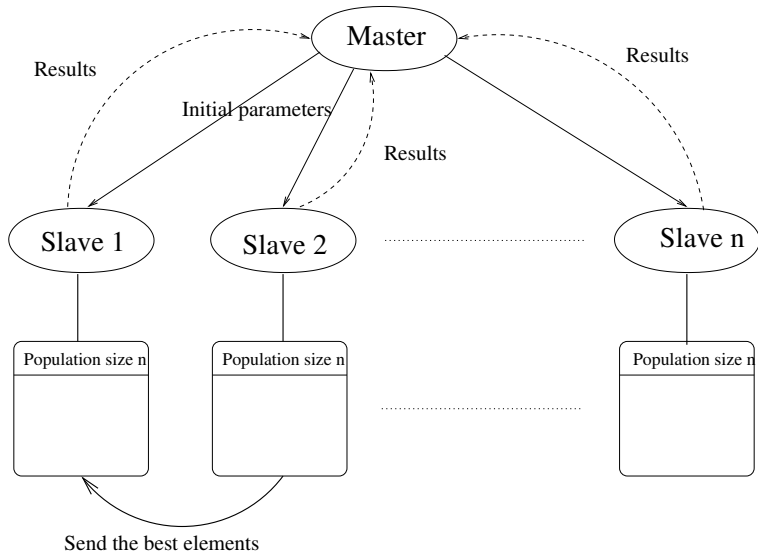 Master
Results
Results
Initial parameters
Results
Slave 1
Slave 2
Slave n
Population size n
Population size n
Population size n
Send the best elements